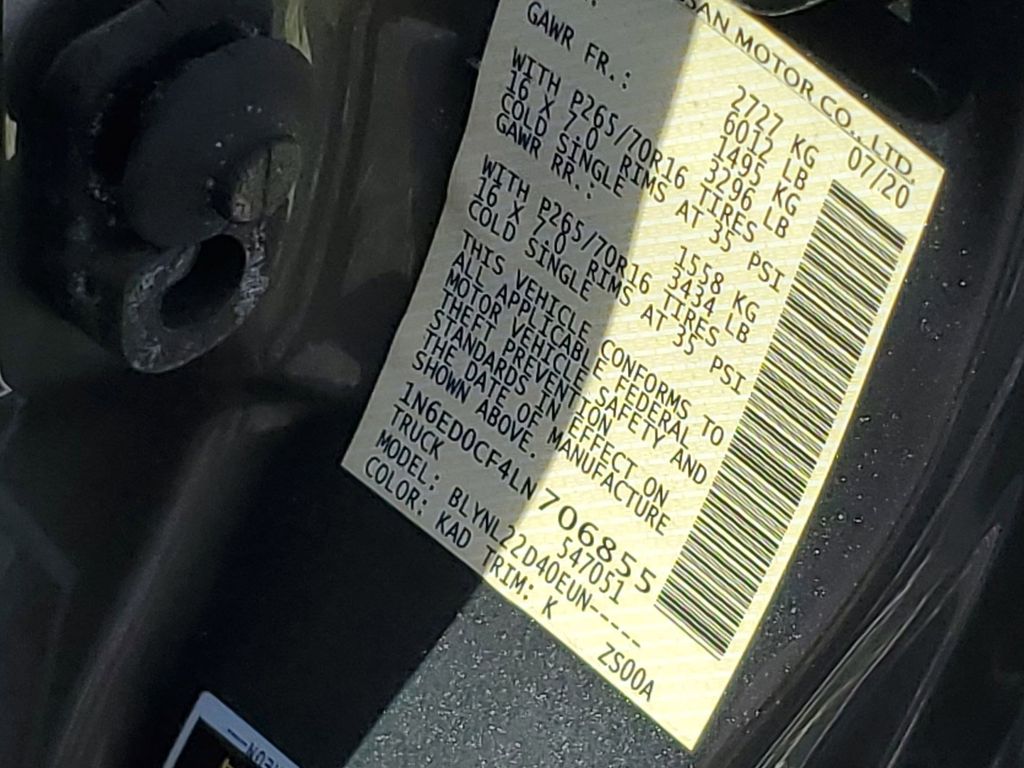 SAN MOTOR CO., LTD.
07/20
2727 KG
6012 LB
GAWR FR.: 1495 KG
3296 LB
WITH P265/70R16 TIRES
16 X 7.0 RIMS AT 35 PSI
COLD SINGLE
GAWR RR.: 1558 KG
3434 LB
WITH P265/70R16 TIRES
16 X 7.0 RIMS AT 35 PSI
COLD SINGLE
THIS VEHICLE CONFORMS TO
ALL APPLICABLE FEDERAL
MOTOR VEHICLE SAFETY AND
THEFT PREVENTION
STANDARDS IN EFFECT ON
THE DATE OF MANUFACTURE
SHOWN ABOVE.
1N6ED0CF4LN706855
TRUCK 547051
MODEL: BLYNL22D40EUN-----
COLOR: KAD TRIM: K ZS00A